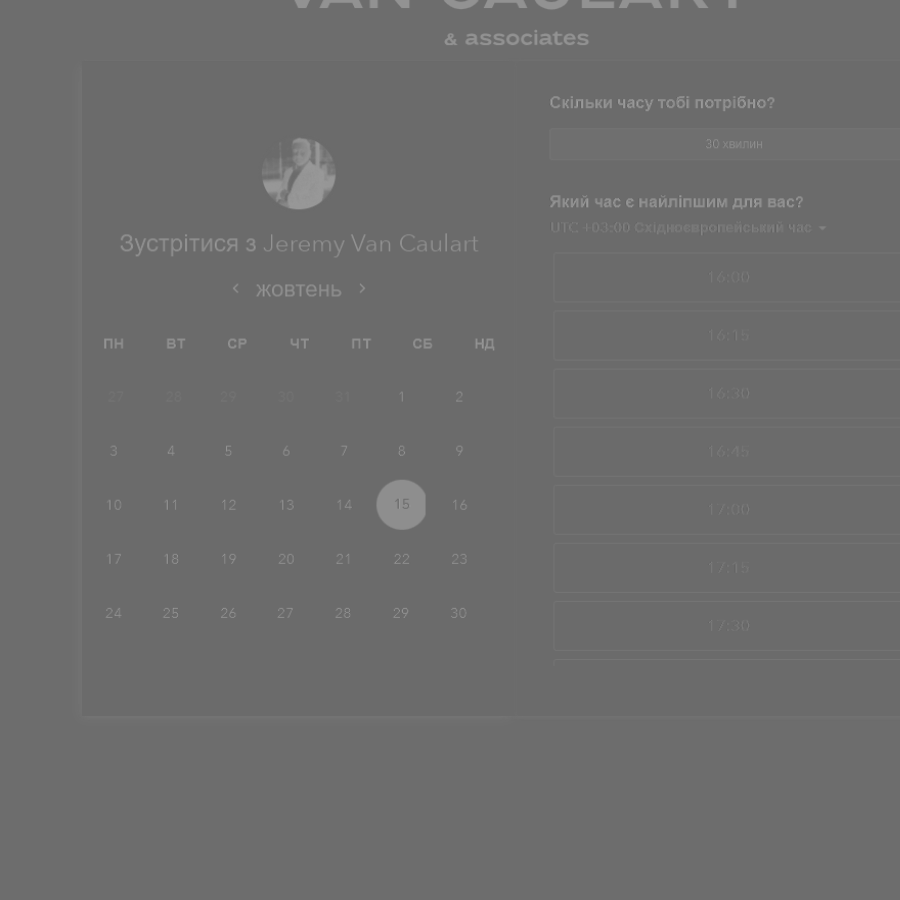 VAN CAULART
& associates
Зустрітися з Jeremy Van Caulart
жовтень
ПН ВТ СР ЧТ ПТ СБ НД
27 28 29 30 31 1 2
3 4 5 6 7 8 9
10 11 12 13 14 15 16
17 18 19 20 21 22 23
24 25 26 27 28 29 30
Скільки часу тобі потрібно?
30 хвилин
Який час є найліпшим для вас?
UTC +03:00 Східноєвропейський час
16:00
16:15
16:30
16:45
17:00
17:15
17:30